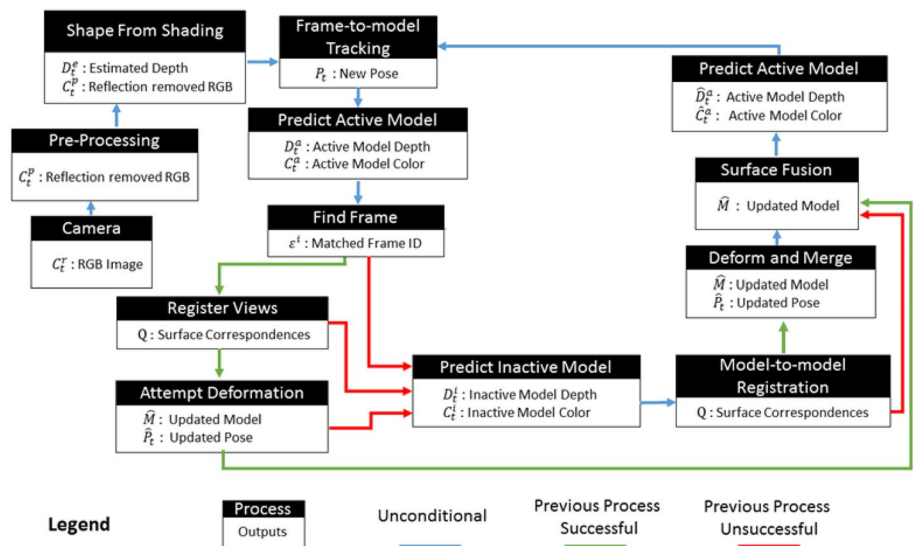 Shape From Shading
D_t^e : Estimated Depth
C_t^p : Reflection removed RGB
Frame-to-model
Tracking
P_t : New Pose
Predict Active Model
D̂_t^a : Active Model Depth
Ĉ_t^a : Active Model Color
Pre-Processing
C_t^p : Reflection removed RGB
Predict Active Model
D_t^a : Active Model Depth
C_t^a : Active Model Color
Surface Fusion
M̂ : Updated Model
Camera
C_t^r : RGB Image
Find Frame
ε^i : Matched Frame ID
Deform and Merge
M̂ : Updated Model
P̂_t : Updated Pose
Register Views
Q : Surface Correspondences
Predict Inactive Model
D_t^i : Inactive Model Depth
C_t^i : Inactive Model Color
Model-to-model
Registration
Q : Surface Correspondences
Attempt Deformation
M̂ : Updated Model
P̂_t : Updated Pose
Legend
Process
Outputs
Unconditional
Previous Process
Successful
Previous Process
Unsuccessful